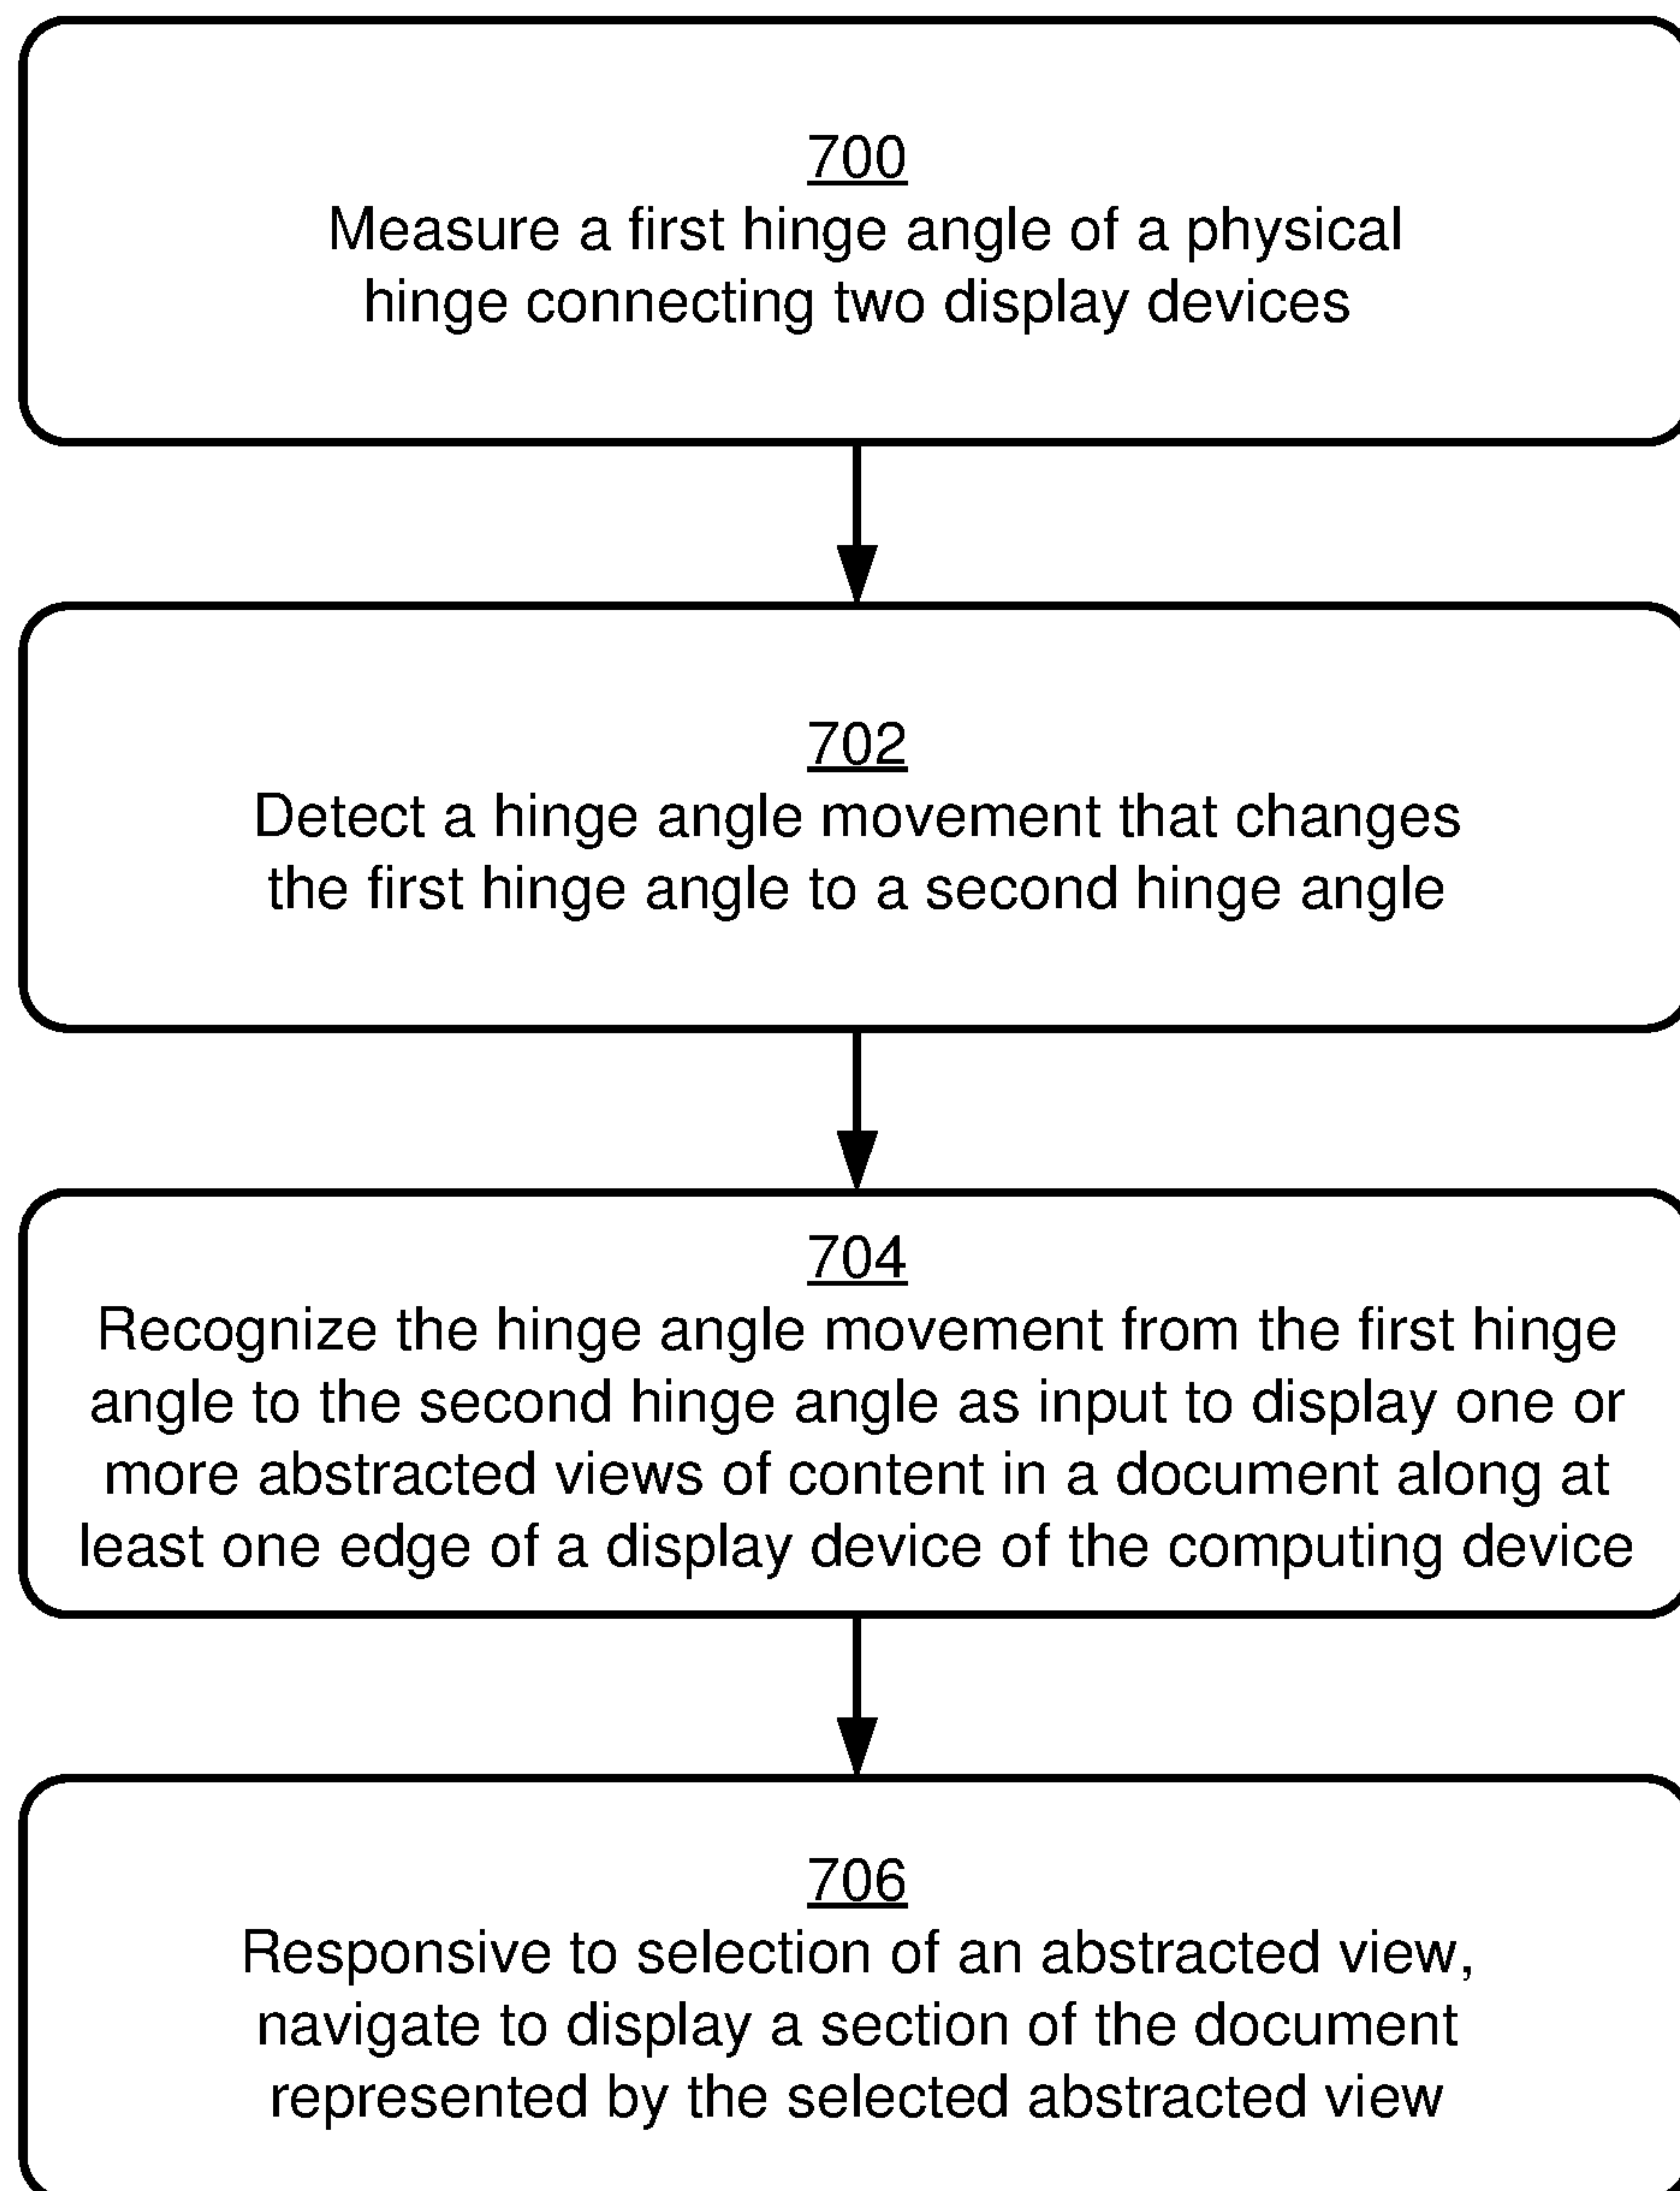 700
Measure a first hinge angle of a physical
hinge connecting two display devices
702
Detect a hinge angle movement that changes
the first hinge angle to a second hinge angle
704
Recognize the hinge angle movement from the first hinge
angle to the second hinge angle as input to display one or
more abstracted views of content in a document along at
least one edge of a display device of the computing device
706
Responsive to selection of an abstracted view,
navigate to display a section of the document
represented by the selected abstracted view